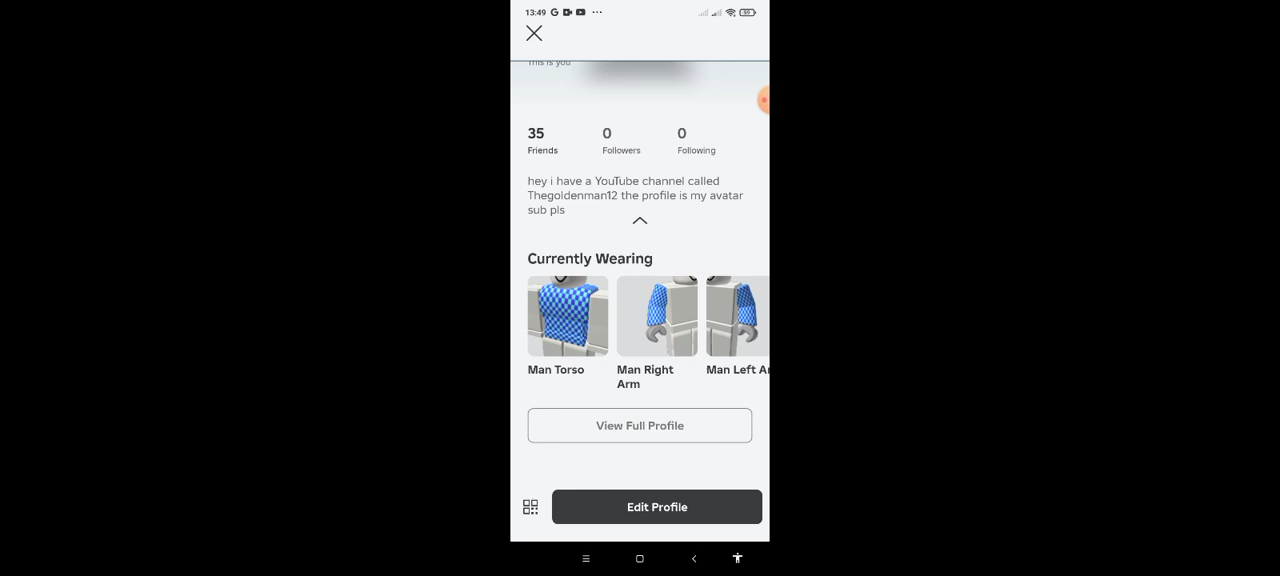 13:49
59
This is you
35
0
0
Friends
Followers
Following
hey i have a YouTube channel called
Thegoldenman12 the profile is my avatar
sub pls
Currently Wearing
Man Torso
Man Right
Arm
Man Left Ar
View Full Profile
Edit Profile